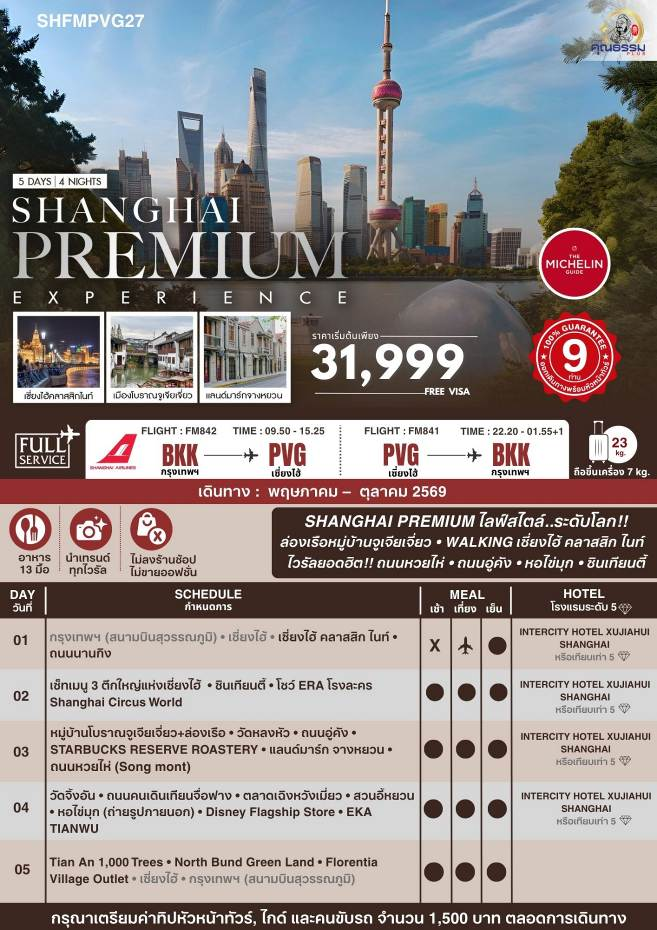 SHFMPVG27
คุณธรรม
PLUS
5 DAYS | 4 NIGHTS
SHANGHAI
PREMIUM
EXPERIENCE
THE
MICHELIN
GUIDE
เซี่ยงไฮ้คลาสสิกไนท์
เมืองโบราณจูเจียเจี่ยว
แลนด์มาร์กจางหยวน
ราคาเริ่มต้นเพียง
31,999
FREE VISA
100% GUARANTEE
9
ท่าน
ออกเดินทางพร้อมหัวหน้าทัวร์
FULL
SERVICE
SHANGHAI AIRLINES
FLIGHT : FM842 TIME : 09.50 - 15.25
BKK PVG
กรุงเทพฯ เซี่ยงไฮ้
FLIGHT : FM841 TIME : 22.20 - 01.55+1
PVG BKK
เซี่ยงไฮ้ กรุงเทพฯ
23
kg.
ถือขึ้นเครื่อง 7 kg.
เดินทาง : พฤษภาคม – ตุลาคม 2569
อาหาร
13 มื้อ
นำเทรนด์
ทุกไวรัล
ไม่ลงร้านช้อป
ไม่ขายออฟชั่น
SHANGHAI PREMIUM ไลฟ์สไตล์..ระดับโลก!!
ล่องเรือหมู่บ้านจูเจียเจี่ยว • WALKING เซี่ยงไฮ้ คลาสสิก ไนท์
ไวรัลยอดฮิต!! ถนนหวยไห่ • ถนนอู่คัง • หอไข่มุก • ซินเทียนตี้
DAY SCHEDULE MEAL HOTEL
วันที่ กำหนดการ เช้า เที่ยง เย็น โรงแรมระดับ 5
01 กรุงเทพฯ (สนามบินสุวรรณภูมิ) • เซี่ยงไฮ้ • เซี่ยงไฮ้ คลาสสิก ไนท์ •
ถนนนานกิง
X
INTERCITY HOTEL XUJIAHUI
SHANGHAI
หรือเทียบเท่า 5
02 เซ็ทเมนู 3 ตึกใหญ่แห่งเซี่ยงไฮ้ • ซินเทียนตี้ • โชว์ ERA โรงละคร
Shanghai Circus World
INTERCITY HOTEL XUJIAHUI
SHANGHAI
หรือเทียบเท่า 5
03 หมู่บ้านโบราณจูเจียเจี่ยว+ล่องเรือ • วัดหลงหัว • ถนนอู่คัง •
STARBUCKS RESERVE ROASTERY • แลนด์มาร์ก จางหยวน •
ถนนหวยไห่ (Song mont)
INTERCITY HOTEL XUJIAHUI
SHANGHAI
หรือเทียบเท่า 5
04 วัดจิ้งอัน • ถนนคนเดินเทียนจื่อฟาง • ตลาดเฉิงหวังเมี่ยว • สวนอี้หยวน
• หอไข่มุก (ถ่ายรูปภายนอก) • Disney Flagship Store • EKA
TIANWU
INTERCITY HOTEL XUJIAHUI
SHANGHAI
หรือเทียบเท่า 5
05 Tian An 1,000 Trees • North Bund Green Land • Florentia
Village Outlet • เซี่ยงไฮ้ • กรุงเทพฯ (สนามบินสุวรรณภูมิ)
กรุณาเตรียมค่าทิปหัวหน้าทัวร์, ไกด์ และคนขับรถ จำนวน 1,500 บาท ตลอดการเดินทาง